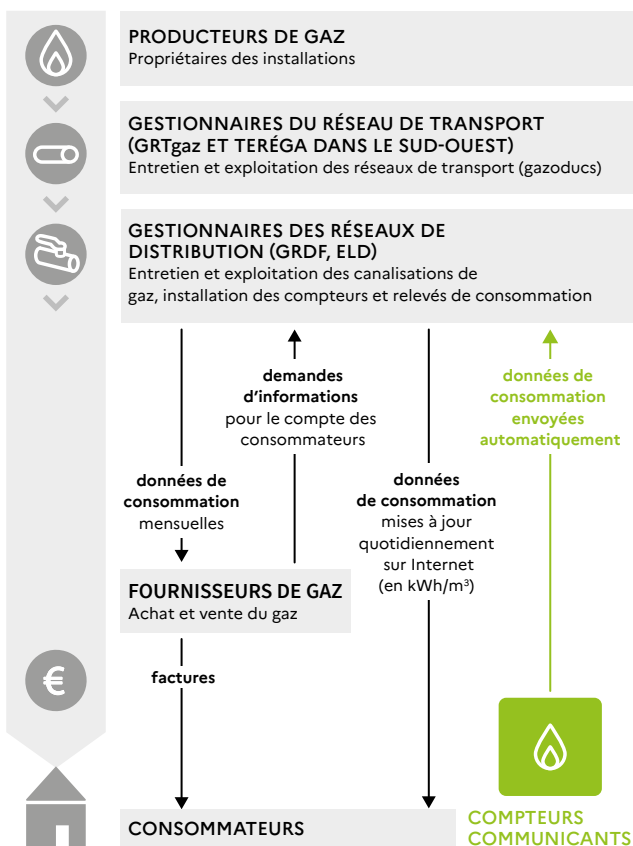 PRODUCTEURS DE GAZ
Propriétaires des installations
GESTIONNAIRES DU RÉSEAU DE TRANSPORT
(GRTgaz ET TERÉGA DANS LE SUD-OUEST)
Entretien et exploitation des réseaux de transport (gazoducs)
GESTIONNAIRES DES RÉSEAUX DE
DISTRIBUTION (GRDF, ELD)
Entretien et exploitation des canalisations de
gaz, installation des compteurs et relevés de consommation
demandes
d'informations
pour le compte des
consommateurs
données de
consommation
envoyées
automatiquement
données de
consommation
mensuelles
données
de consommation
mises à jour
quotidiennement
sur Internet
(en kWh/m³)
FOURNISSEURS DE GAZ
Achat et vente du gaz
€
factures
CONSOMMATEURS
COMPTEURS
COMMUNICANTS